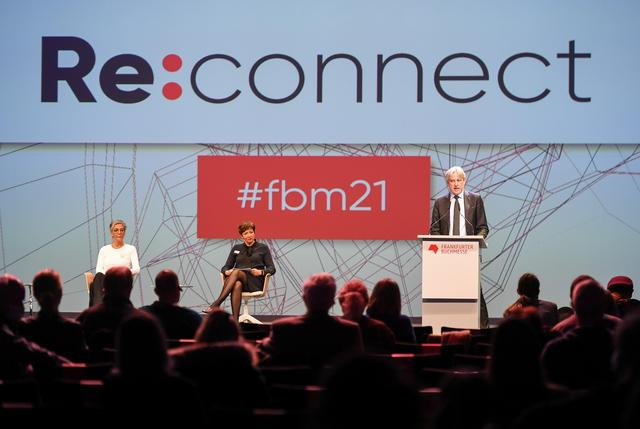 Re:connect
#fbm21
FRANKFURTER
BUCHMESSE